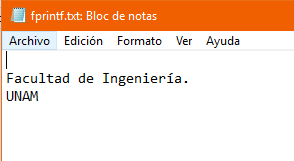 fprintf.txt: Bloc de notas
Archivo Edición Formato Ver Ayuda
Facultad de Ingeniería.
UNAM